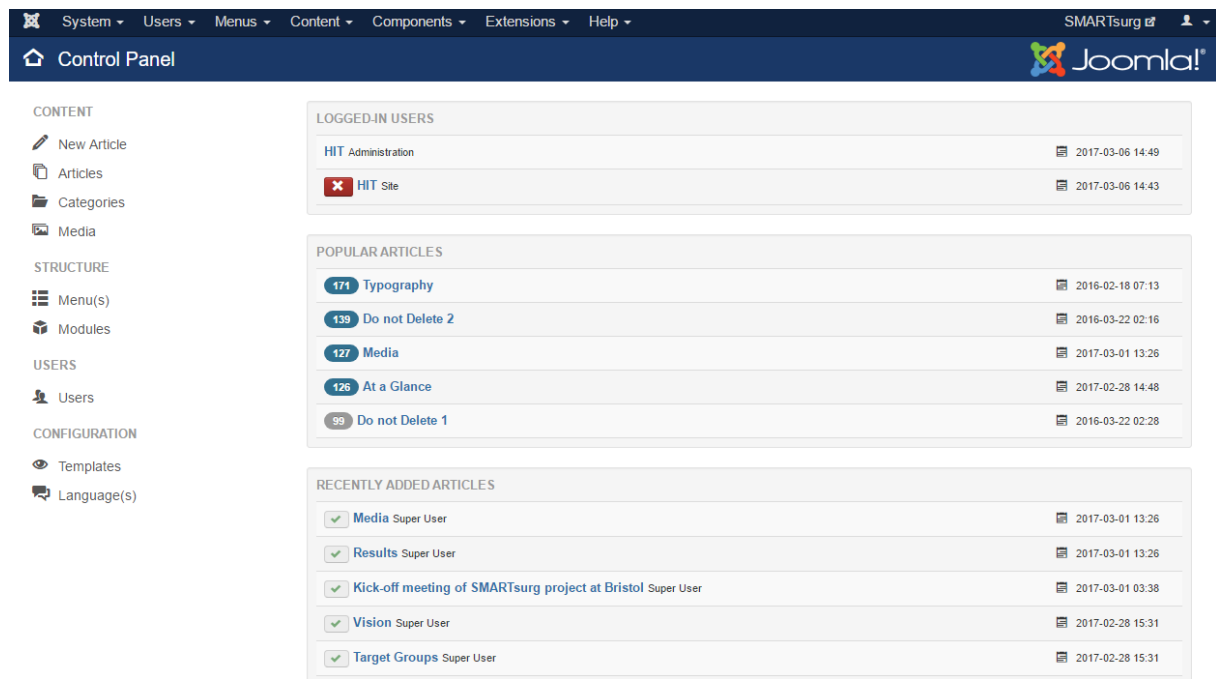 System Users Menus Content Components Extensions Help SMARTsurg
Control Panel Joomla!®
CONTENT
New Article
Articles
Categories
Media
STRUCTURE
Menu(s)
Modules
USERS
Users
CONFIGURATION
Templates
Language(s)
LOGGED-IN USERS
HIT Administration 2017-03-06 14:49
HIT Site 2017-03-06 14:43
POPULAR ARTICLES
171 Typography 2016-02-18 07:13
139 Do not Delete 2 2016-03-22 02:16
127 Media 2017-03-01 13:26
126 At a Glance 2017-02-28 14:48
99 Do not Delete 1 2016-03-22 02:28
RECENTLY ADDED ARTICLES
Media Super User 2017-03-01 13:26
Results Super User 2017-03-01 13:26
Kick-off meeting of SMARTsurg project at Bristol Super User 2017-03-01 03:38
Vision Super User 2017-02-28 15:31
Target Groups Super User 2017-02-28 15:31